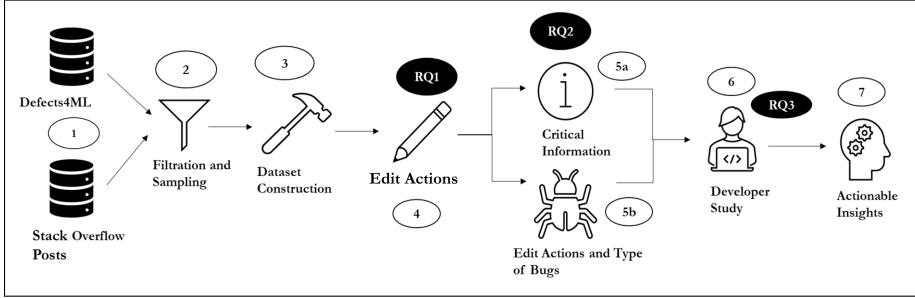 Defects4ML
1
Stack Overflow
Posts
2
Filtration and
Sampling
3
Dataset
Construction
RQ1
Edit Actions
4
RQ2
5a
i
Critical
Information
5b
Edit Actions and Type
of Bugs
6
RQ3
</>
Developer
Study
7
Actionable
Insights